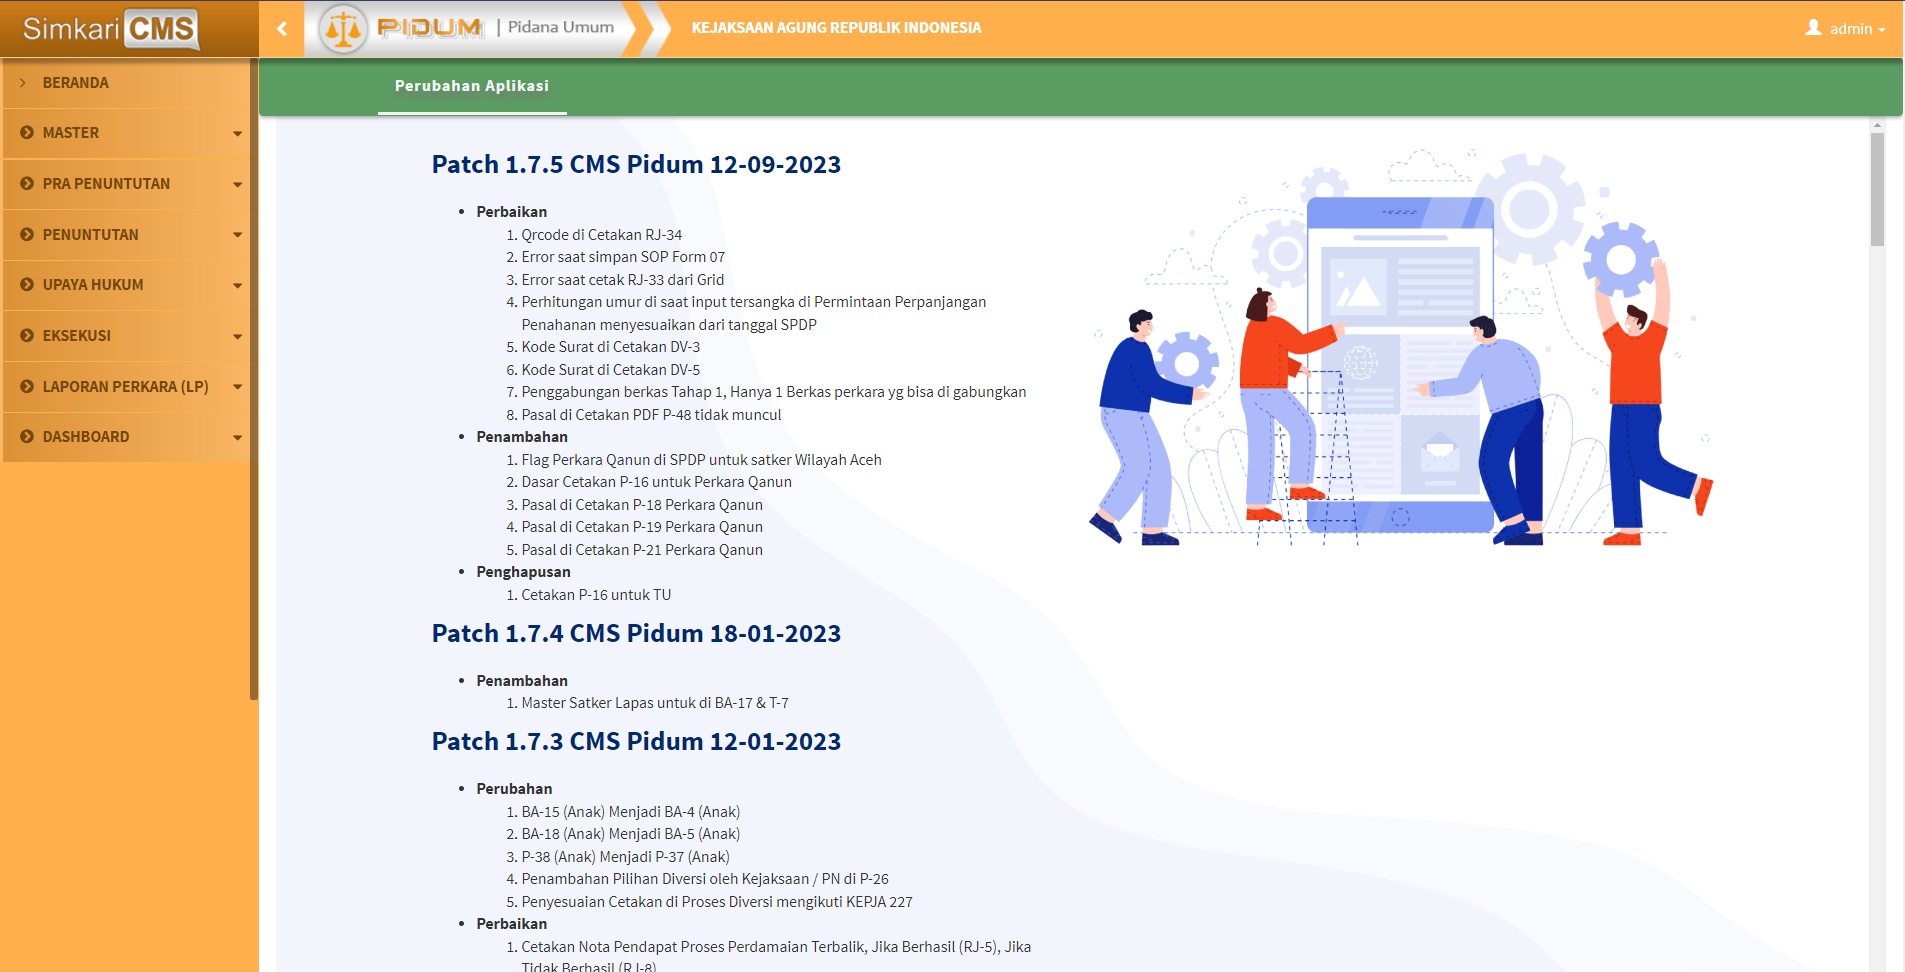 Simkari CMS
PIDUM | Pidana Umum
KEJAKSAAN AGUNG REPUBLIK INDONESIA
admin
BERANDA
MASTER
PRA PENUNTUTAN
PENUNTUTAN
UPAYA HUKUM
EKSEKUSI
LAPORAN PERKARA (LP)
DASHBOARD
Perubahan Aplikasi
Patch 1.7.5 CMS Pidum 12-09-2023
• Perbaikan
1. Qrcode di Cetakan RJ-34
2. Error saat simpan SOP Form 07
3. Error saat cetak RJ-33 dari Grid
4. Perhitungan umur di saat input tersangka di Permintaan Perpanjangan
Penahanan menyesuaikan dari tanggal SPDP
5. Kode Surat di Cetakan DV-3
6. Kode Surat di Cetakan DV-5
7. Penggabungan berkas Tahap 1, Hanya 1 Berkas perkara yg bisa di gabungkan
8. Pasal di Cetakan PDF P-48 tidak muncul
• Penambahan
1. Flag Perkara Qanun di SPDP untuk satker Wilayah Aceh
2. Dasar Cetakan P-16 untuk Perkara Qanun
3. Pasal di Cetakan P-18 Perkara Qanun
4. Pasal di Cetakan P-19 Perkara Qanun
5. Pasal di Cetakan P-21 Perkara Qanun
• Penghapusan
1. Cetakan P-16 untuk TU
Patch 1.7.4 CMS Pidum 18-01-2023
• Penambahan
1. Master Satker Lapas untuk di BA-17 & T-7
Patch 1.7.3 CMS Pidum 12-01-2023
• Perubahan
1. BA-15 (Anak) Menjadi BA-4 (Anak)
2. BA-18 (Anak) Menjadi BA-5 (Anak)
3. P-38 (Anak) Menjadi P-37 (Anak)
4. Penambahan Pilihan Diversi oleh Kejaksaan / PN di P-26
5. Penyesuaian Cetakan di Proses Diversi mengikuti KEPJA 227
• Perbaikan
1. Cetakan Nota Pendapat Proses Perdamaian Terbalik, Jika Berhasil (RJ-5), Jika
Tidak Berhasil (RJ-8)